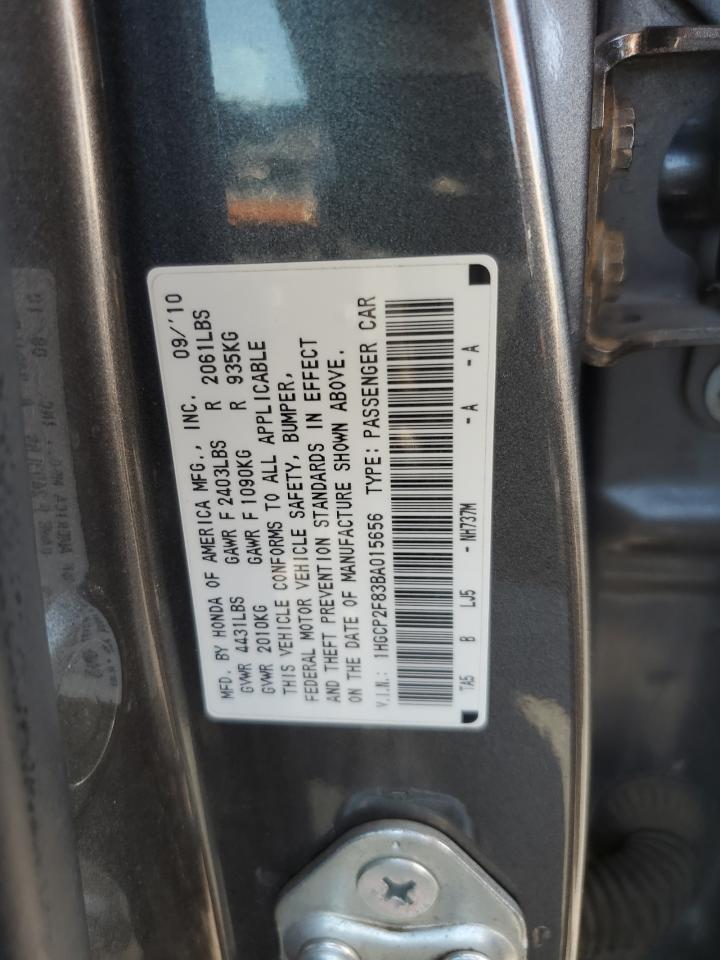 MFD. BY HONDA OF AMERICA MFG., INC. 09/'10
GVWR 4431LBS GAWR F 2403LBS R 2061LBS
GVWR 2010KG GAWR F 1090KG R 935KG
THIS VEHICLE CONFORMS TO ALL APPLICABLE
FEDERAL MOTOR VEHICLE SAFETY, BUMPER,
AND THEFT PREVENTION STANDARDS IN EFFECT
ON THE DATE OF MANUFACTURE SHOWN ABOVE.
V.I.N.: 1HGCP2F83BA015656 TYPE: PASSENGER CAR
TA5 B LJ5 - NH737M - A - A